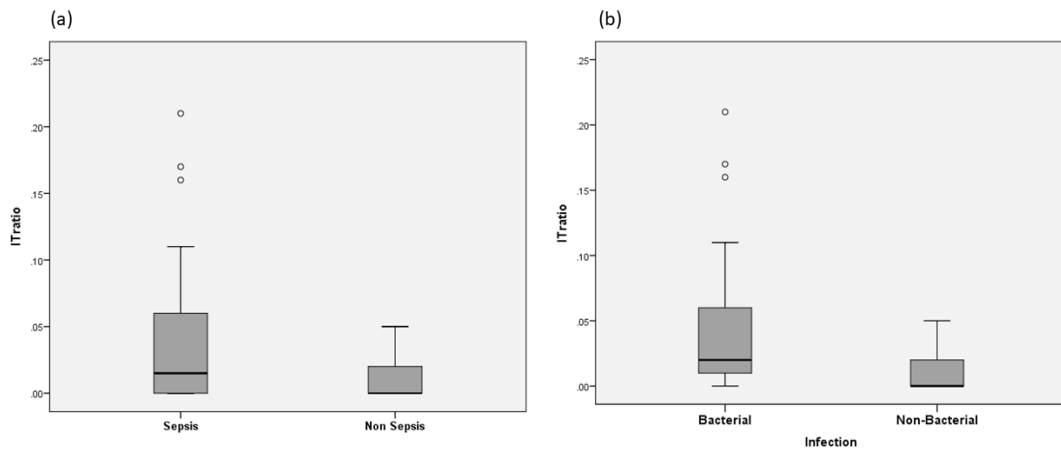 (a)
.25
.20
.15
.10
.05
.00
ITratio
Sepsis Non Sepsis
(b)
.25
.20
.15
.10
.05
.00
ITratio
Bacterial Non-Bacterial
Infection